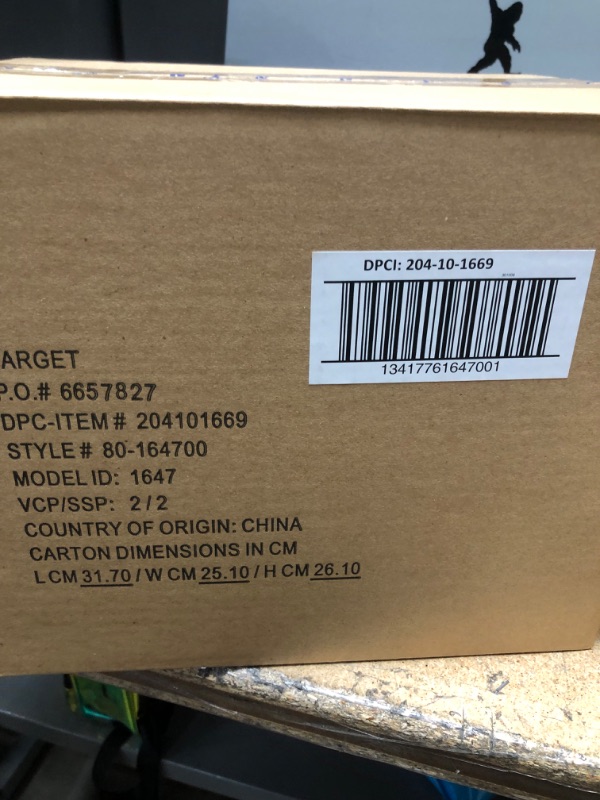 DPCI: 204-10-1669
13417761647001
ARGET
P.O.# 6657827
DPC-ITEM # 204101669
STYLE # 80-164700
MODEL ID: 1647
VCP/SSP: 2 / 2
COUNTRY OF ORIGIN: CHINA
CARTON DIMENSIONS IN CM
L CM 31.70 / W CM 25.10 / H CM 26.10